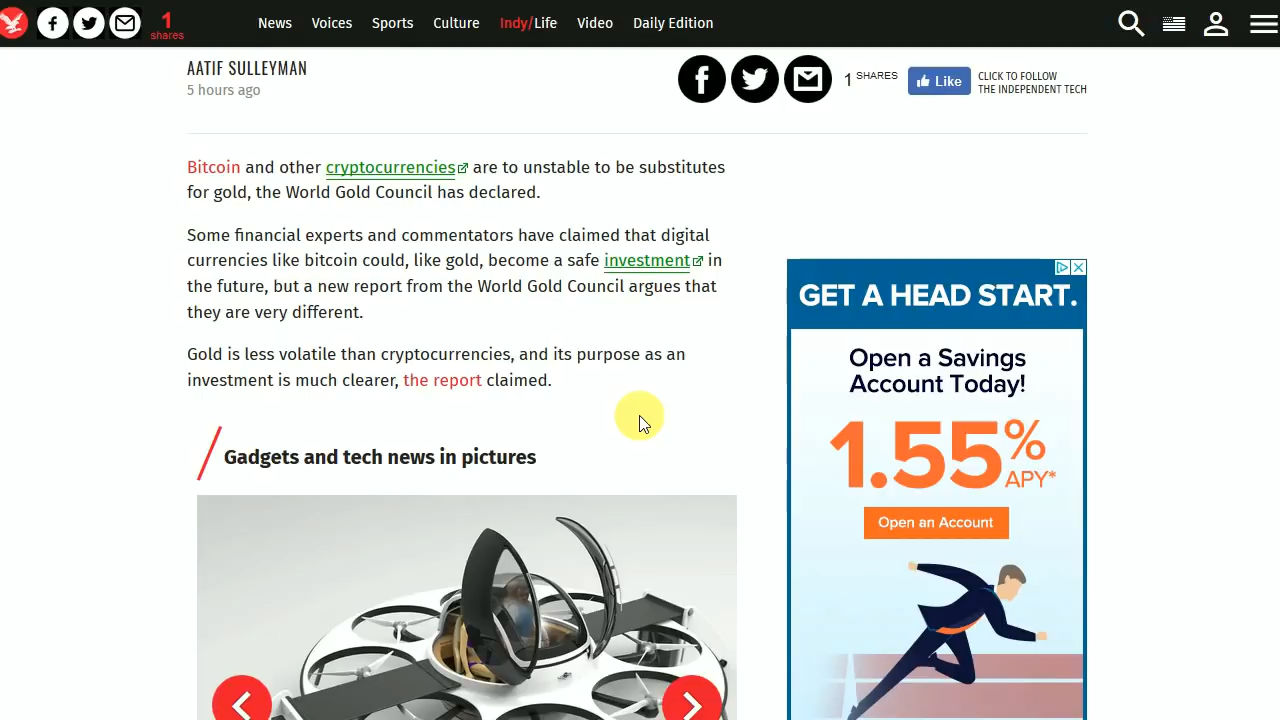 1
shares
News Voices Sports Culture Indy/Life Video Daily Edition
AATIF SULLEYMAN
5 hours ago
1 SHARES
Like
CLICK TO FOLLOW
THE INDEPENDENT TECH
Bitcoin and other cryptocurrencies are to unstable to be substitutes
for gold, the World Gold Council has declared.
Some financial experts and commentators have claimed that digital
currencies like bitcoin could, like gold, become a safe investment in
the future, but a new report from the World Gold Council argues that
they are very different.
Gold is less volatile than cryptocurrencies, and its purpose as an
investment is much clearer, the report claimed.
Gadgets and tech news in pictures
GET A HEAD START.
Open a Savings
Account Today!
1.55%
APY*
Open an Account